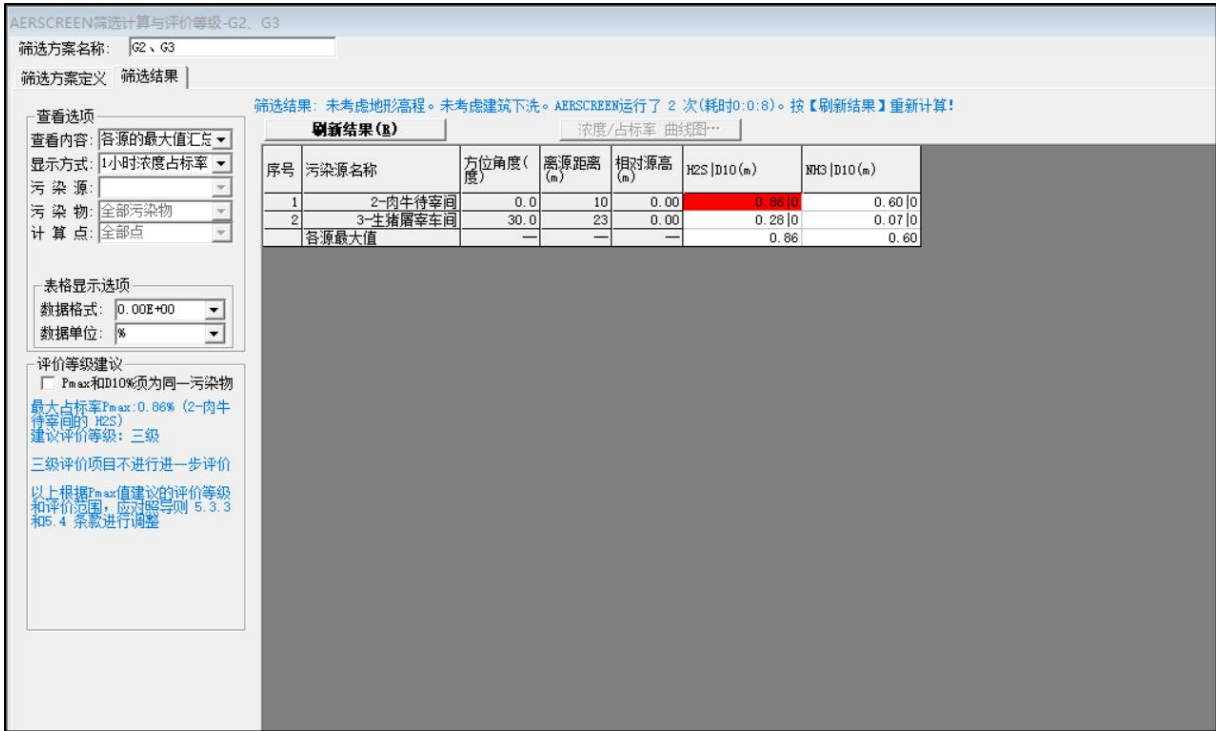 AERSCREEN筛选计算与评价等级-G2、G3
筛选方案名称: G2、G3
筛选方案定义 筛选结果
筛选结果: 未考虑地形高程。未考虑建筑下洗。AERSCREEN运行了 2 次(耗时0:0:8)。按【刷新结果】重新计算!
刷新结果(R) 浓度/占标率 曲线图…
查看选项
查看内容: 各源的最大值汇总
显示方式: 1小时浓度占标率
污 染 源:
污 染 物: 全部污染物
计 算 点: 全部点
表格显示选项
数据格式: 0.00E+00
数据单位: %
评价等级建议
Pmax和D10%须为同一污染物
最大占标率Pmax:0.86% (2-肉牛
待宰间的 H2S)
建议评价等级: 三级
三级评价项目不进行进一步评价
以上根据Pmax值建议的评价等级
和评价范围,应对照导则 5.3.3
和5.4 条款进行调整
序号 污染源名称 方位角度(度) 离源距离(m) 相对源高(m) H2S|D10(m) NH3|D10(m)
1 2-肉牛待宰间 0.0 10 0.00 0.86|0 0.60|0
2 3-生猪屠宰车间 30.0 23 0.00 0.28|0 0.07|0
各源最大值 — — — 0.86 0.60